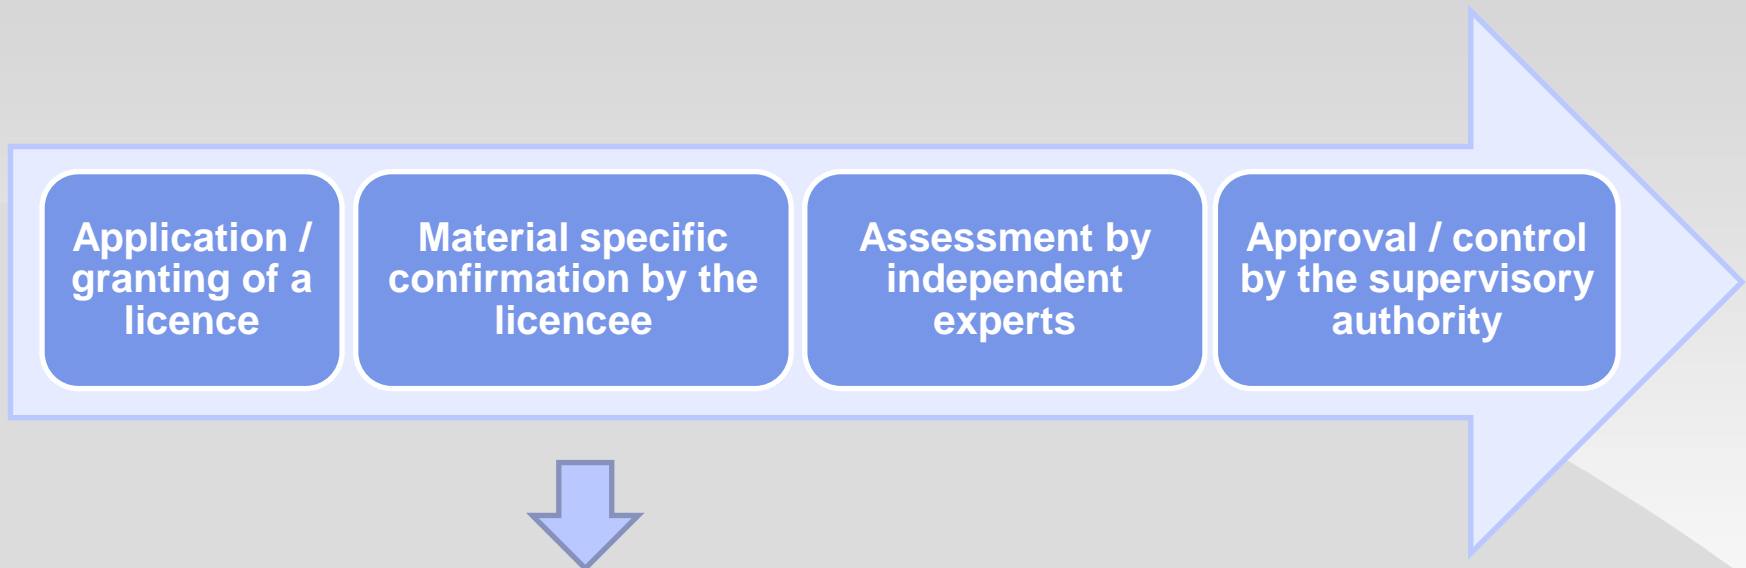 Application /
granting of a
licence
Material specific
confirmation by the
licencee
Assessment by
independent
experts
Approval / control
by the supervisory
authority